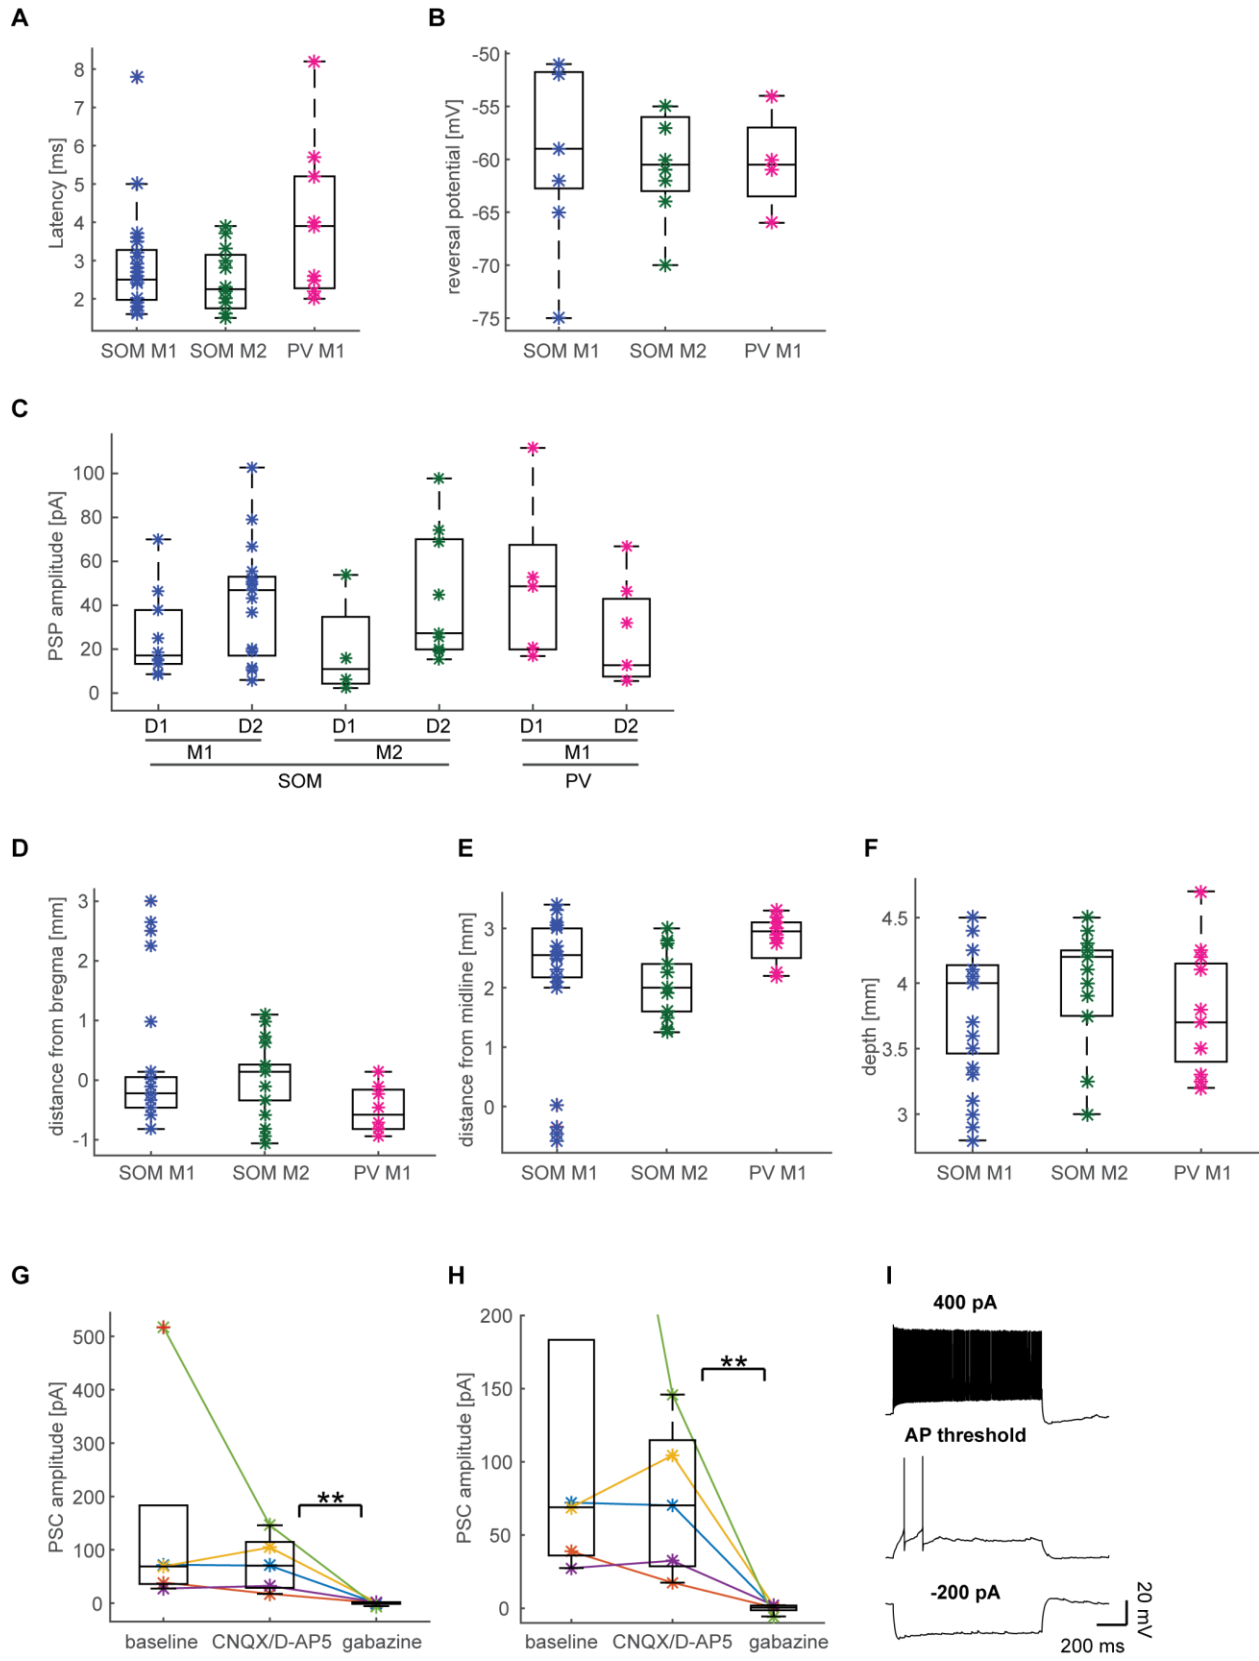 A
B
8
7
6
5
4
3
2
Latency [ms]
SOM M1 SOM M2 PV M1
-50
-55
-60
-65
-70
-75
reversal potential [mV]
SOM M1 SOM M2 PV M1
C
100
80
60
40
20
0
PSP amplitude [pA]
D1 D2 D1 D2 D1 D2
M1 M2 M1
SOM PV
D
E
F
3
2
1
0
-1
distance from bregma [mm]
SOM M1 SOM M2 PV M1
3
2
1
0
distance from midline [mm]
SOM M1 SOM M2 PV M1
4.5
4
3.5
3
depth [mm]
SOM M1 SOM M2 PV M1
G
H
I
500
400
300
200
100
0
PSC amplitude [pA]
**
baseline CNQX/D-AP5 gabazine
200
150
100
50
0
PSC amplitude [pA]
**
baseline CNQX/D-AP5 gabazine
400 pA
AP threshold
-200 pA
20 mV
200 ms